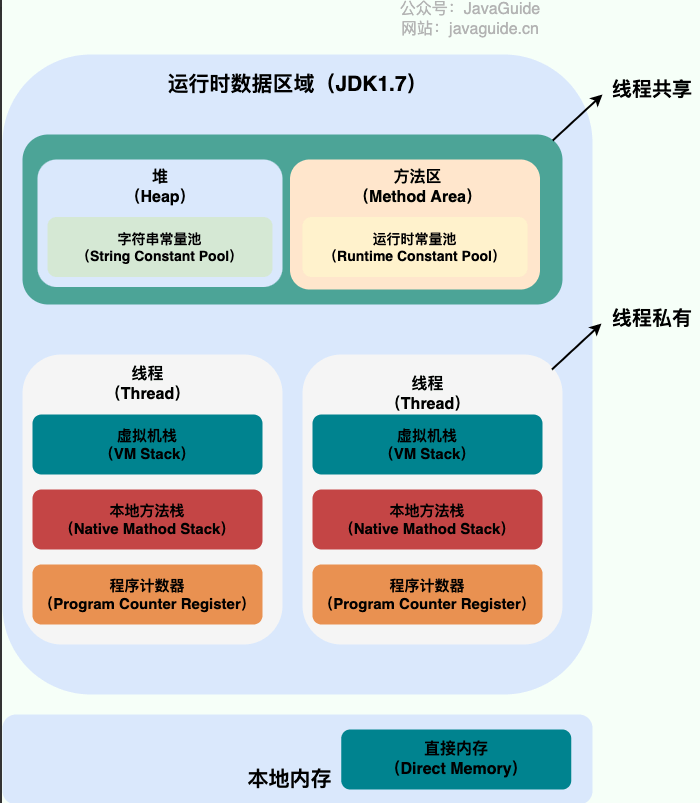 公众号：JavaGuide
网站：javaguide.cn
运行时数据区域（JDK1.7）
线程共享
堆
（Heap）
字符串常量池
（String Constant Pool）
方法区
（Method Area）
运行时常量池
（Runtime Constant Pool）
线程私有
线程
（Thread）
虚拟机栈
（VM Stack）
本地方法栈
（Native Mathod Stack）
程序计数器
（Program Counter Register）
线程
（Thread）
虚拟机栈
（VM Stack）
本地方法栈
（Native Mathod Stack）
程序计数器
（Program Counter Register）
本地内存
直接内存
（Direct Memory）